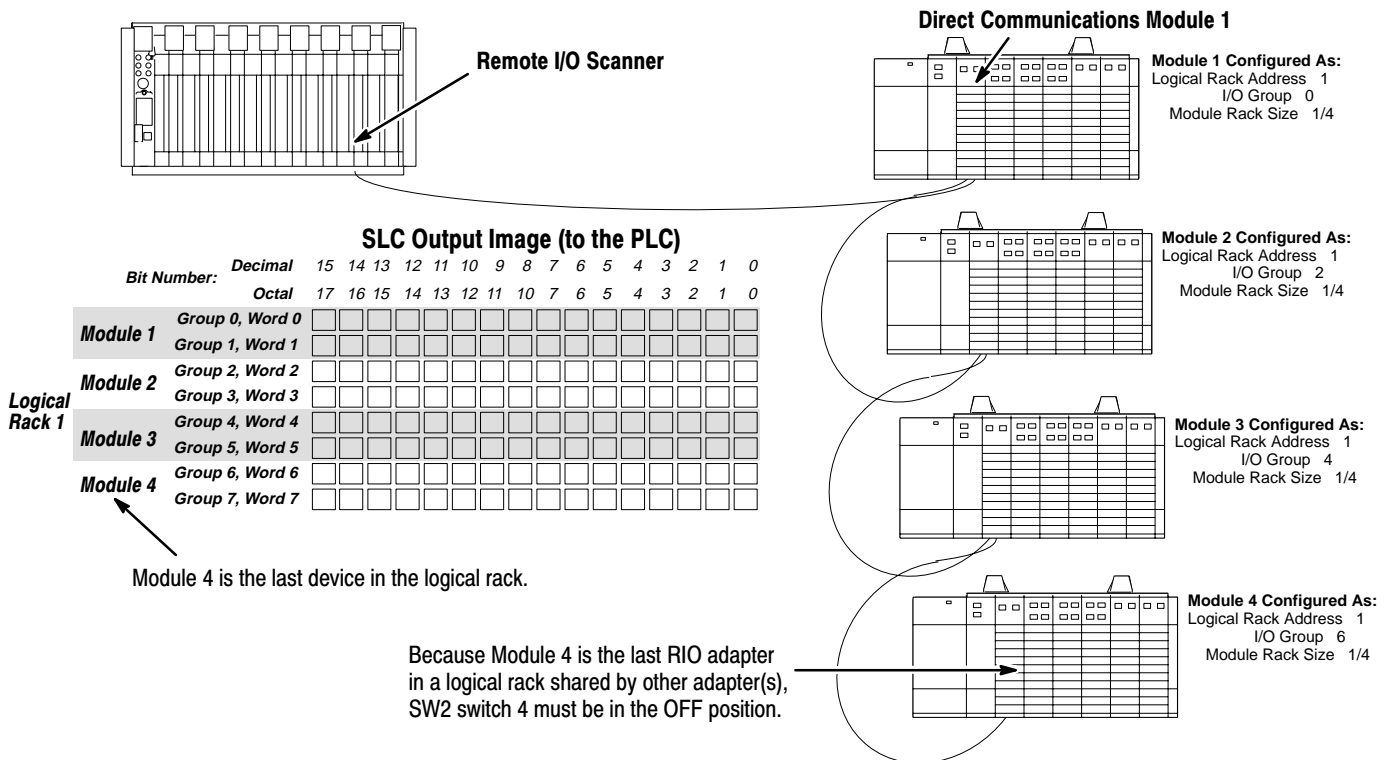 Direct Communications Module 1
Remote I/O Scanner
Module 1 Configured As:
Logical Rack Address 1
I/O Group 0
Module Rack Size 1/4
SLC Output Image (to the PLC)
Bit Number:
Decimal 15 14 13 12 11 10 9 8 7 6 5 4 3 2 1 0
Octal 17 16 15 14 13 12 11 10 7 6 5 4 3 2 1 0
Logical
Rack 1
Module 1
Group 0, Word 0
Group 1, Word 1
Module 2
Group 2, Word 2
Group 3, Word 3
Module 3
Group 4, Word 4
Group 5, Word 5
Module 4
Group 6, Word 6
Group 7, Word 7
Module 4 is the last device in the logical rack.
Module 2 Configured As:
Logical Rack Address 1
I/O Group 2
Module Rack Size 1/4
Module 3 Configured As:
Logical Rack Address 1
I/O Group 4
Module Rack Size 1/4
Module 4 Configured As:
Logical Rack Address 1
I/O Group 6
Module Rack Size 1/4
Because Module 4 is the last RIO adapter
in a logical rack shared by other adapter(s),
SW2 switch 4 must be in the OFF position.